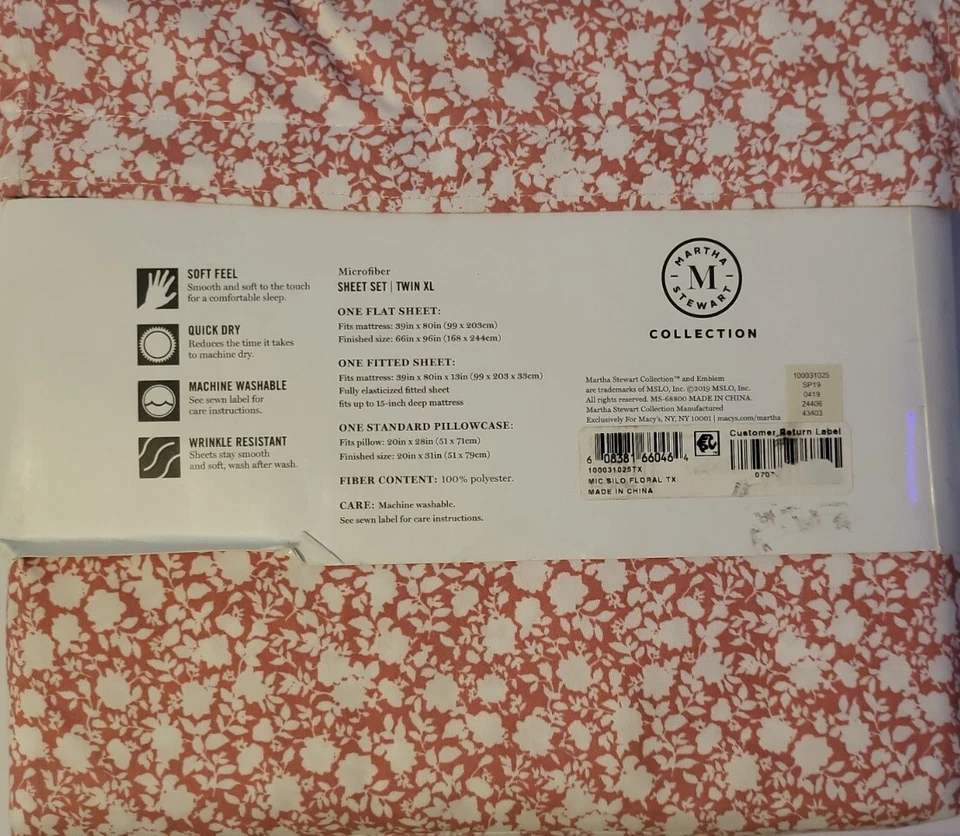 SOFT FEEL
Smooth and soft to the touch
for a comfortable sleep.
QUICK DRY
Reduces the time it takes
to machine dry.
MACHINE WASHABLE
See sewn label for
care instructions.
WRINKLE RESISTANT
Sheets stay smooth
and soft, wash after wash.
Microfiber
SHEET SET | TWIN XL
ONE FLAT SHEET:
Fits mattress: 39in x 80in (99 x 203cm)
Finished size: 66in x 96in (168 x 244cm)
ONE FITTED SHEET:
Fits mattress: 39in x 80in x 13in (99 x 203 x 33cm)
Fully elasticized fitted sheet
fits up to 15-inch deep mattress
ONE STANDARD PILLOWCASE:
Fits pillow: 20in x 28in (51 x 71cm)
Finished size: 20in x 31in (51 x 79cm)
FIBER CONTENT: 100% polyester.
CARE: Machine washable.
See sewn label for care instructions.
MARTHA
M
STEWART
COLLECTION
Martha Stewart Collection™ and Emblem
are trademarks of MSLO, Inc. ©2019 MSLO, Inc.
All rights reserved. MS-68800 MADE IN CHINA.
Martha Stewart Collection Manufactured
Exclusively For Macy's, NY, NY 10001 | macys.com/martha
100031025
SP19
0419
24406
43403
Customer Return Label
6 08381 66046 4
100031025TX
MIC SILO FLORAL TX
MADE IN CHINA